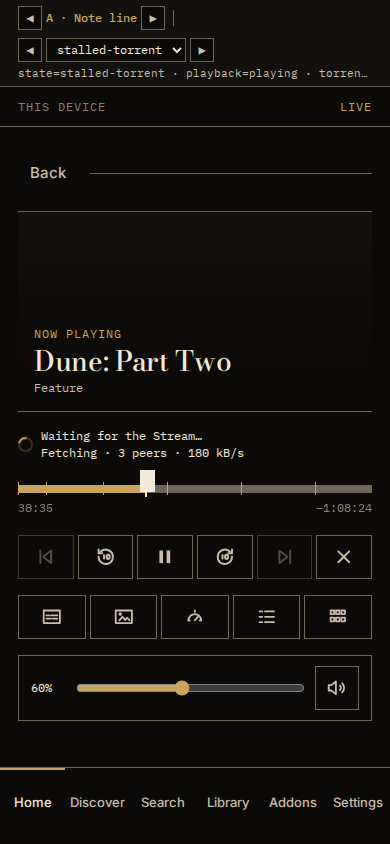 A · Note line
stalled-torrent
state=stalled-torrent · playback=playing · torren…
THIS DEVICE
LIVE
Back
NOW PLAYING
Dune: Part Two
Feature
Waiting for the Stream…
Fetching · 3 peers · 180 kB/s
38:35
−1:08:24
10
10
60%
Home
Discover
Search
Library
Addons
Settings